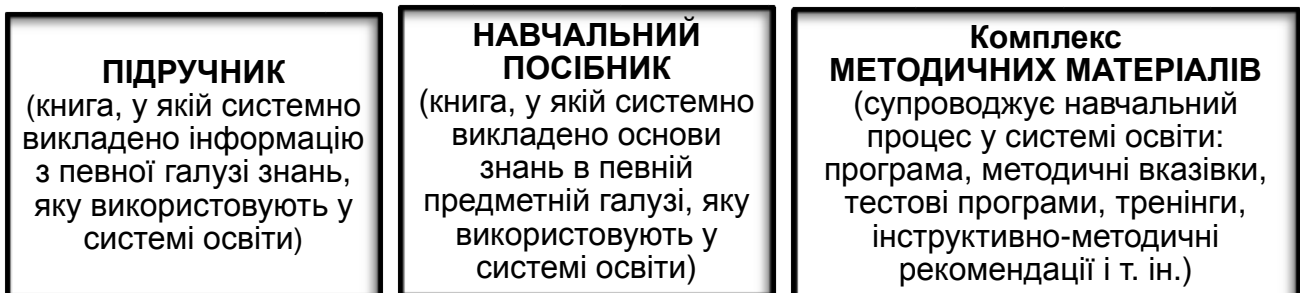 ПІДРУЧНИК
(книга, у якій системно
викладено інформацію
з певної галузі знань,
яку використовують у
системі освіти)
НАВЧАЛЬНИЙ
ПОСІБНИК
(книга, у якій системно
викладено основи
знань в певній
предметній галузі, яку
використовують у
системі освіти)
Комплекс
МЕТОДИЧНИХ МАТЕРІАЛІВ
(супроводжує навчальний
процес у системі освіти:
програма, методичні вказівки,
тестові програми, тренінги,
інструктивно-методичні
рекомендації і т. ін.)